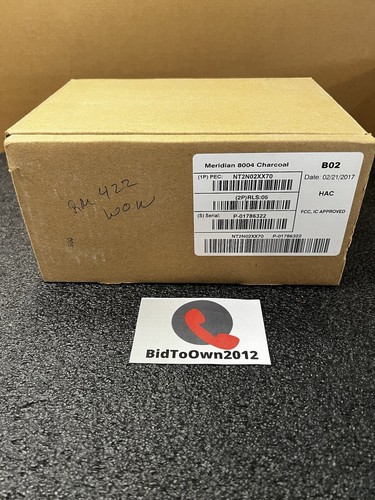 Meridian 8004 Charcoal
B02
(1P) PEC: NT2N02XX70
Date: 02/21/2017
(2P)RLS:05
HAC
(S) Serial: P-01786322
FCC, IC APPROVED
NT2N02XX70 P-01786322
RM 422
WOW
BidToOwn2012